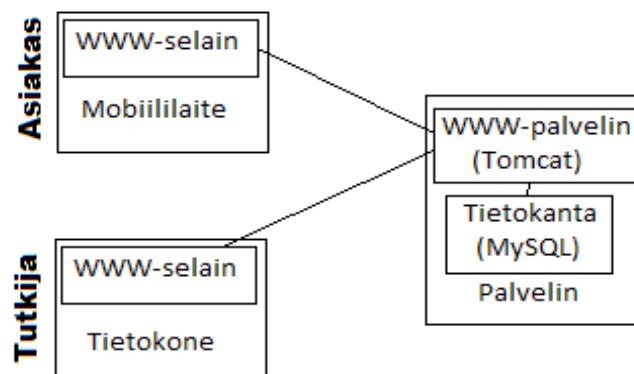 Asiakas
WWW-selain
Mobiililaite
WWW-palvelin
(Tomcat)
Tietokanta
(MySQL)
Palvelin
Tutkija
WWW-selain
Tietokone